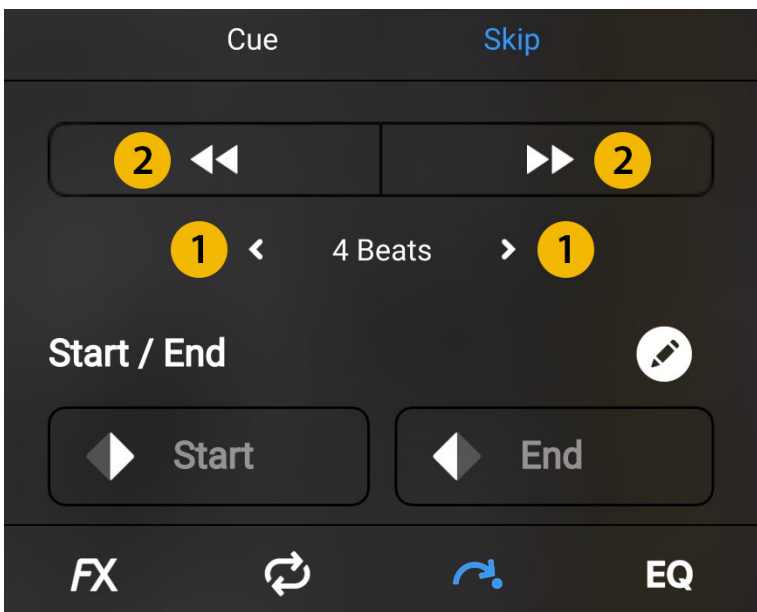 Cue Skip
2 2
1 4 Beats 1
Start / End
Start End
FX EQ